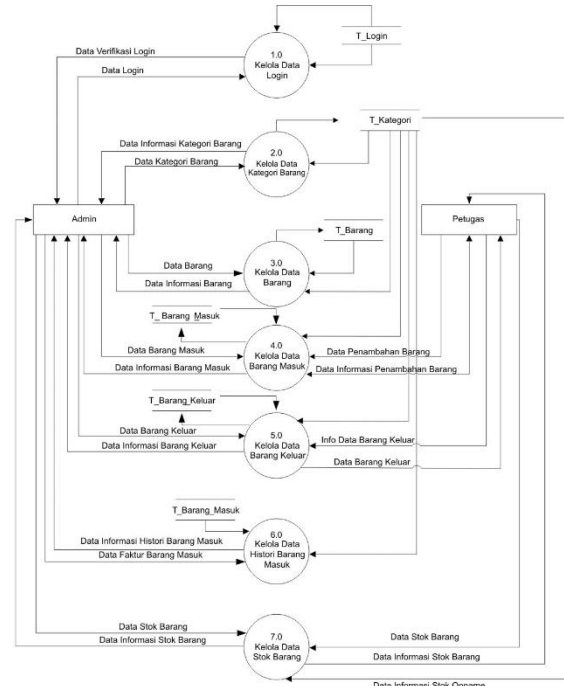 T_Login
Data Verifikasi Login
1.0
Kelola Data
Login
Data Login
T_Kategori
Data Informasi Kategori Barang
2.0
Kelola Data
Kategori Barang
Data Kategori Barang
Admin
Petugas
T_Barang
Data Barang
3.0
Kelola Data
Barang
Data Informasi Barang
T_ Barang_Masuk
4.0
Kelola Data
Barang Masuk
Data Barang Masuk
Data Penambahan Barang
Data Informasi Barang Masuk
Data Informasi Penambahan Barang
T_Barang_Keluar
5.0
Kelola Data
Barang Keluar
Data Barang Keluar
Info Data Barang Keluar
Data Informasi Barang Keluar
Data Barang Keluar
T_Barang_Masuk
6.0
Kelola Data
Histori Barang
Masuk
Data Informasi Histori Barang Masuk
Data Faktur Barang Masuk
7.0
Kelola Data
Stok Barang
Data Stok Barang
Data Stok Barang
Data Informasi Stok Barang
Data Informasi Stok Barang
Data Informasi Stok Opname